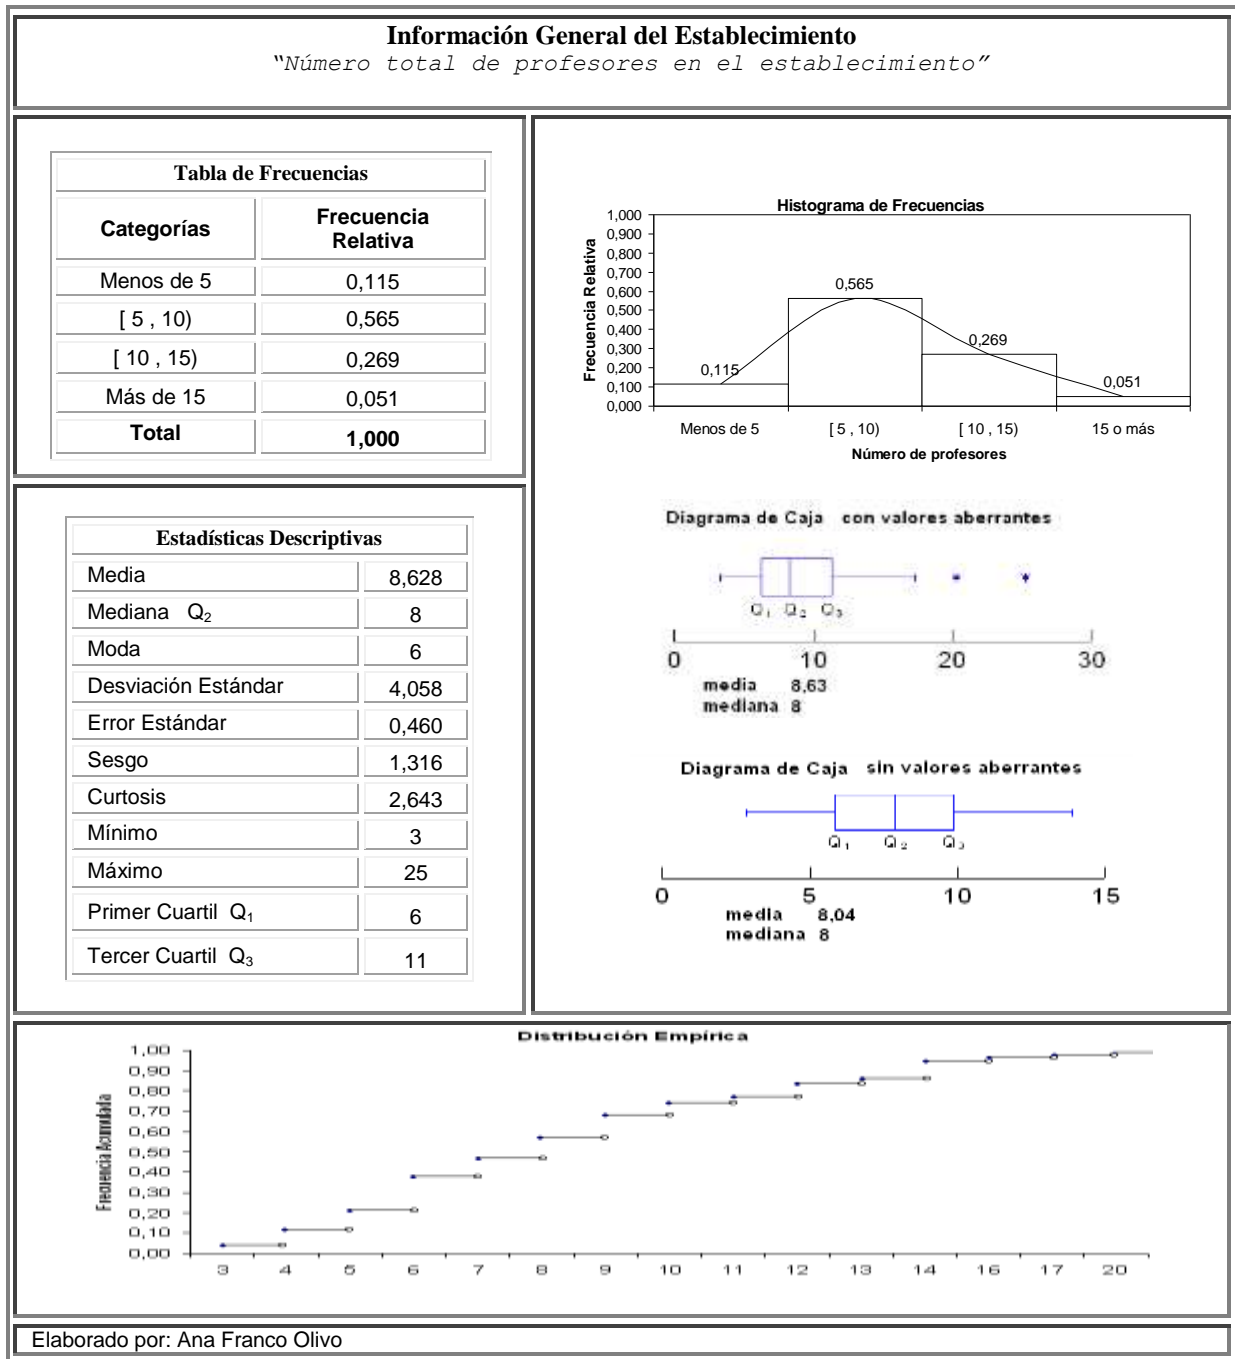 Información General del Establecimiento
"Número total de profesores en el establecimiento"
Tabla de Frecuencias
Categorías Frecuencia Relativa
Menos de 5 0,115
[ 5 , 10) 0,565
[ 10 , 15) 0,269
Más de 15 0,051
Total 1,000
Estadísticas Descriptivas
Media 8,628
Mediana Q2 8
Moda 6
Desviación Estándar 4,058
Error Estándar 0,460
Sesgo 1,316
Curtosis 2,643
Mínimo 3
Máximo 25
Primer Cuartil Q1 6
Tercer Cuartil Q3 11
Histograma de Frecuencias
Frecuencia Relativa
1,000
0,900
0,800
0,700
0,600
0,500
0,400
0,300
0,200
0,100
0,000
0,115
0,565
0,269
0,051
Menos de 5 [ 5 , 10) [ 10 , 15) 15 o más
Número de profesores
Diagrama de Caja con valores aberrantes
Q1 Q2 Q3
0 10 20 30
media 8,63
mediana 8
Diagrama de Caja sin valores aberrantes
Q1 Q2 Q3
0 5 10 15
media 8,04
mediana 8
Distribución Empírica
Frecuencia Acumulada
1,00
0,90
0,80
0,70
0,60
0,50
0,40
0,30
0,20
0,10
0,00
3 4 5 6 7 8 9 10 11 12 13 14 16 17 20
Elaborado por: Ana Franco Olivo